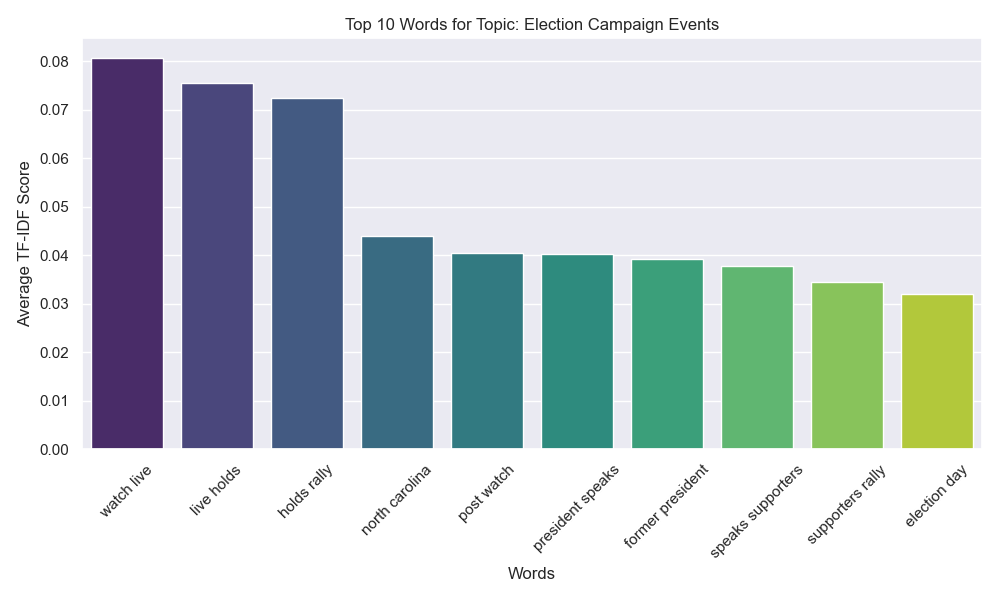 Top 10 Words for Topic: Election Campaign Events
Average TF-IDF Score
0.08
0.07
0.06
0.05
0.04
0.03
0.02
0.01
0.00
watch live
live holds
holds rally
north carolina
post watch
president speaks
former president
speaks supporters
supporters rally
election day
Words